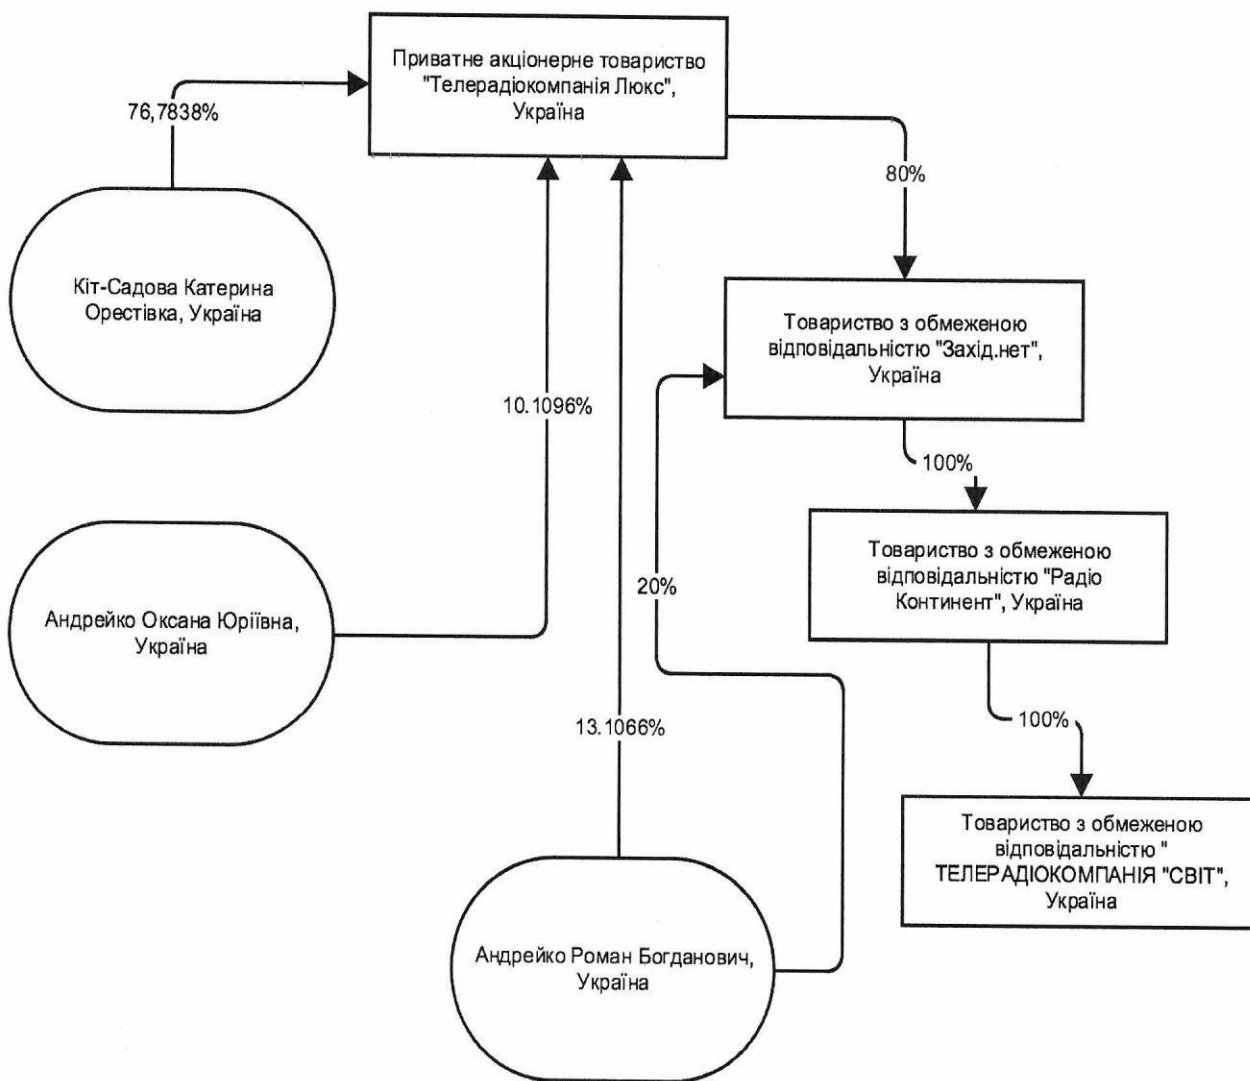 Приватне акціонерне товариство
"Телерадіокомпанія Люкс",
Україна
76,7838%
80%
Кіт-Садова Катерина
Орестівка, Україна
Товариство з обмеженою
відповідальністю "Захід.нет",
Україна
10.1096%
100%
Товариство з обмеженою
відповідальністю "Радіо
Континент", Україна
Андрейко Оксана Юріївна,
Україна
20%
13.1066%
100%
Товариство з обмеженою
відповідальністю "
ТЕЛЕРАДІОКОМПАНІЯ "СВІТ",
Україна
Андрейко Роман Богданович,
Україна